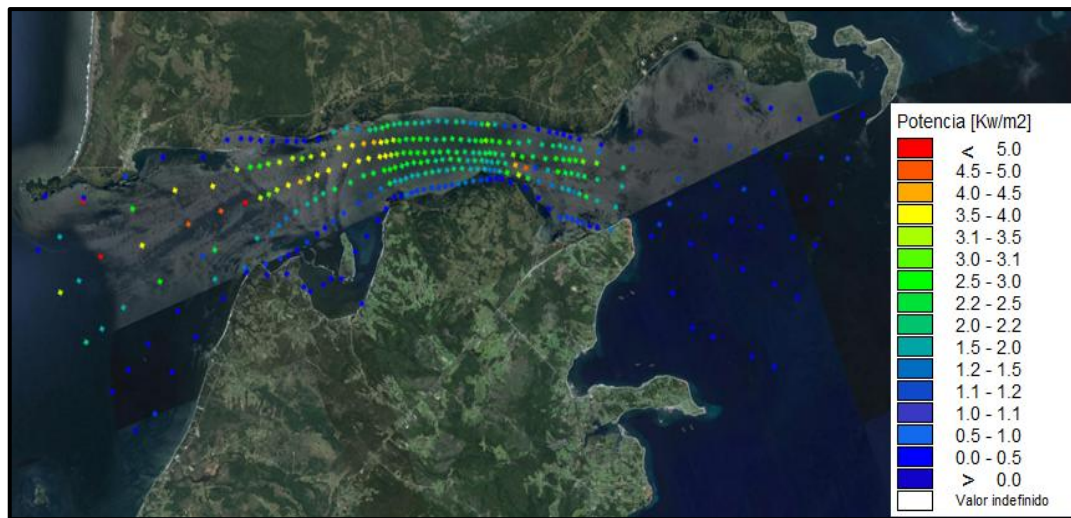 Potencia [Kw/m2]
< 5.0
4.5 - 5.0
4.0 - 4.5
3.5 - 4.0
3.1 - 3.5
3.0 - 3.1
2.5 - 3.0
2.2 - 2.5
2.0 - 2.2
1.5 - 2.0
1.2 - 1.5
1.1 - 1.2
1.0 - 1.1
0.5 - 1.0
0.0 - 0.5
> 0.0
Valor indefinido